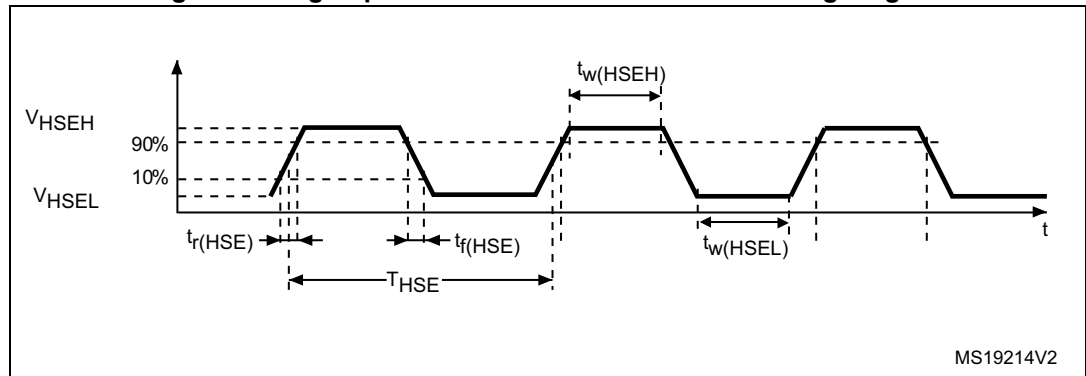 tw(HSEH)
VHSEH
90%
10%
VHSEL
tr(HSE)
tf(HSE)
tw(HSEL)
t
THSE
MS19214V2